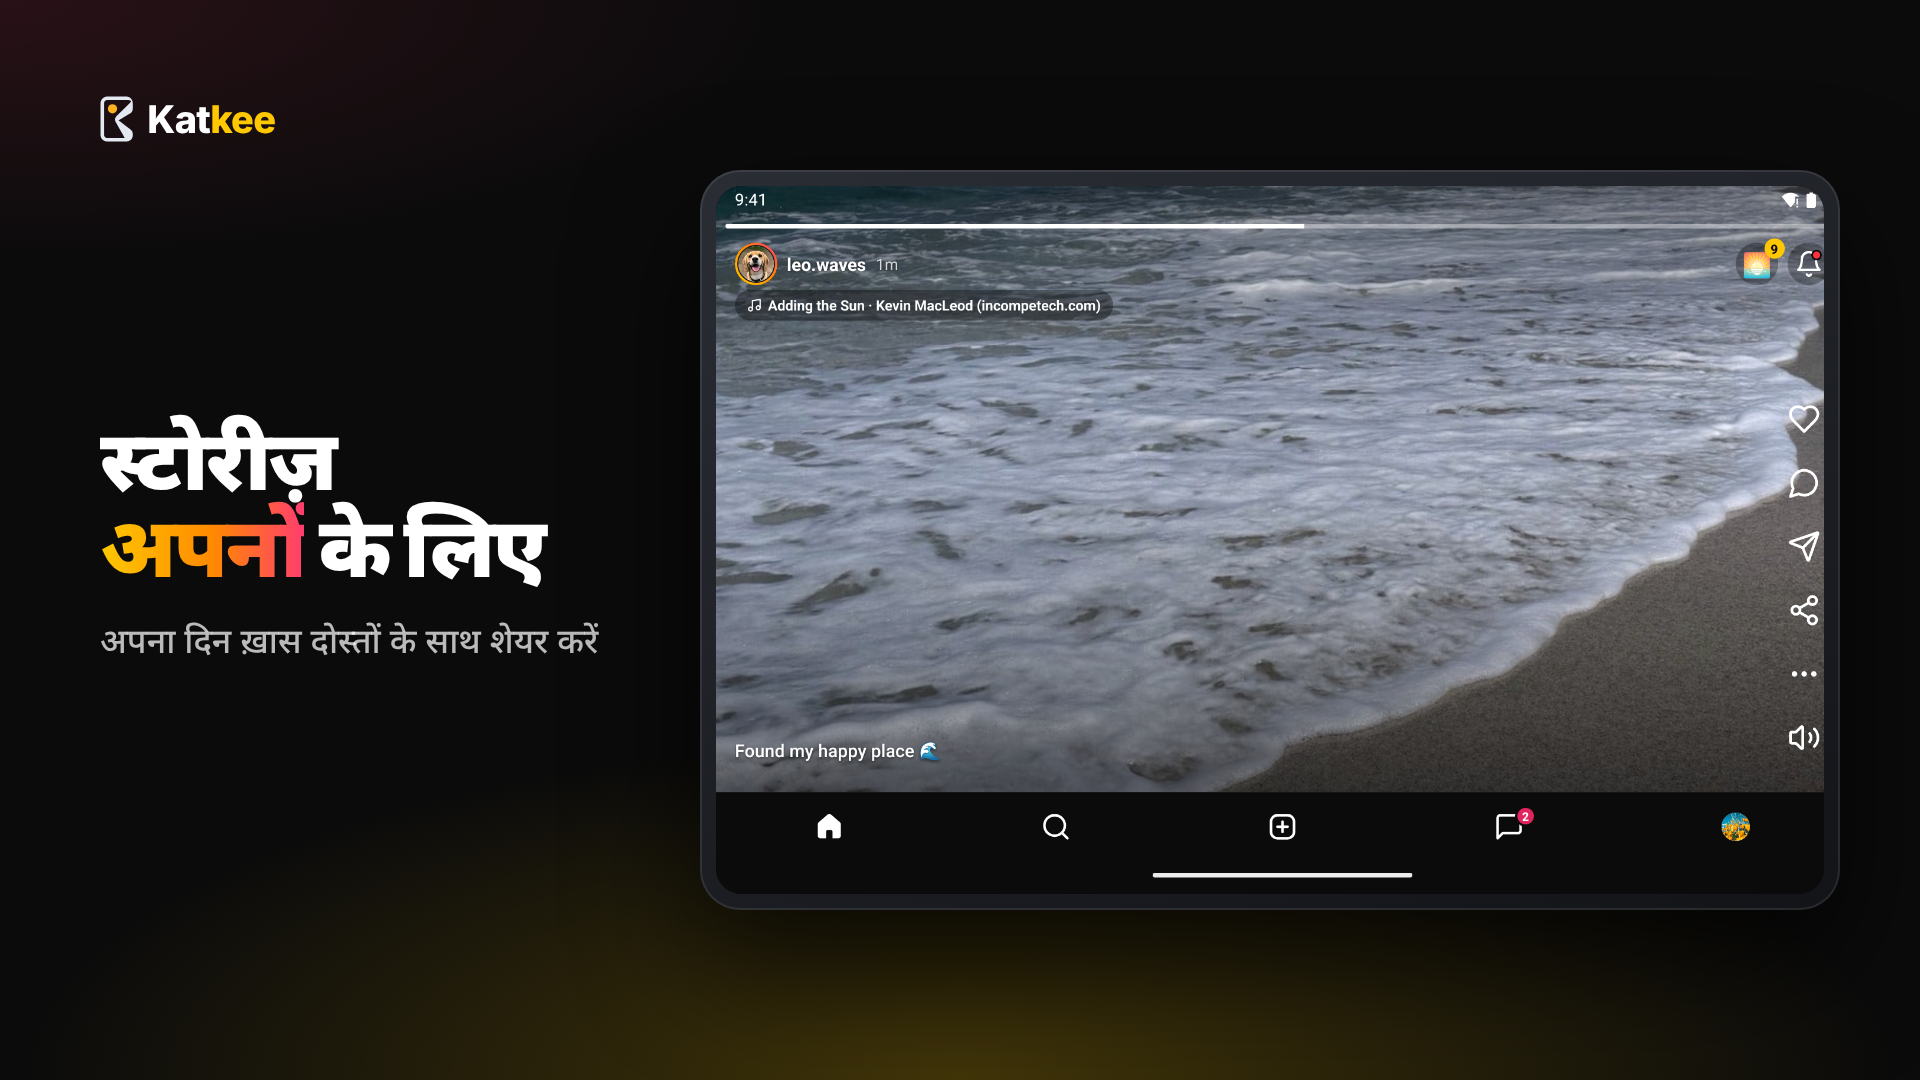 Katkee
स्टोरीज़
अपनों के लिए
अपना दिन ख़ास दोस्तों के साथ शेयर करें
9:41
leo.waves 1m
9
Adding the Sun · Kevin MacLeod (incompetech.com)
Found my happy place 🌊
2